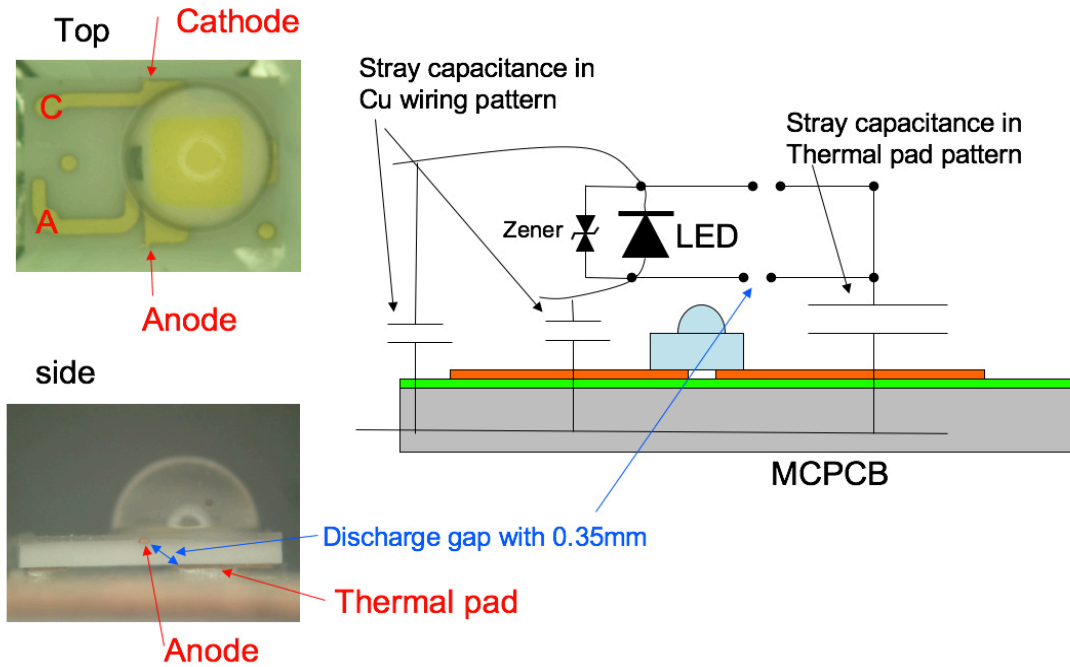 Top
Cathode
C
A
Anode
side
Anode
Thermal pad
Discharge gap with 0.35mm
Stray capacitance in
Cu wiring pattern
Stray capacitance in
Thermal pad pattern
Zener
LED
MCPCB